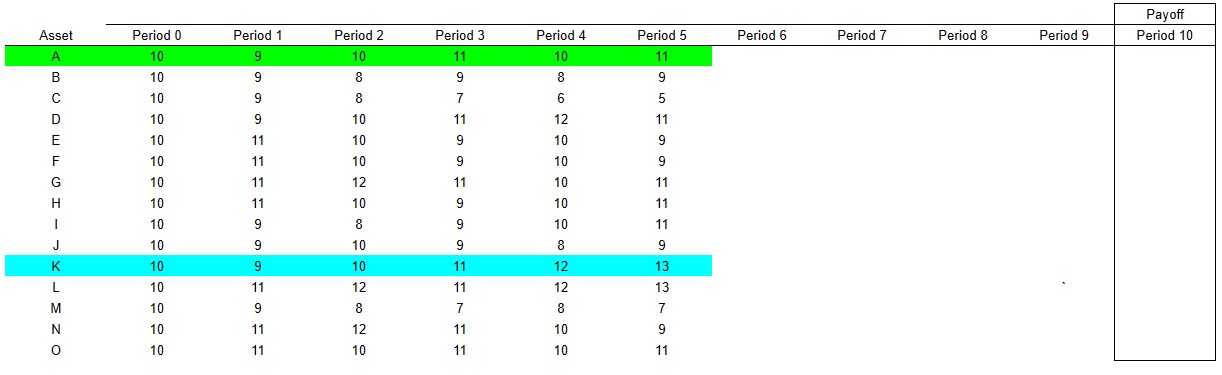 Payoff
Asset Period 0 Period 1 Period 2 Period 3 Period 4 Period 5 Period 6 Period 7 Period 8 Period 9 Period 10
A 10 9 10 11 10 11
B 10 9 8 9 8 9
C 10 9 8 7 6 5
D 10 9 10 11 12 11
E 10 11 10 9 10 9
F 10 11 10 9 10 9
G 10 11 12 11 10 11
H 10 11 10 9 10 11
I 10 9 8 9 10 11
J 10 9 10 9 8 9
K 10 9 10 11 12 13
L 10 11 12 11 12 13 `
M 10 9 8 7 8 7
N 10 11 12 11 10 9
O 10 11 10 11 10 11